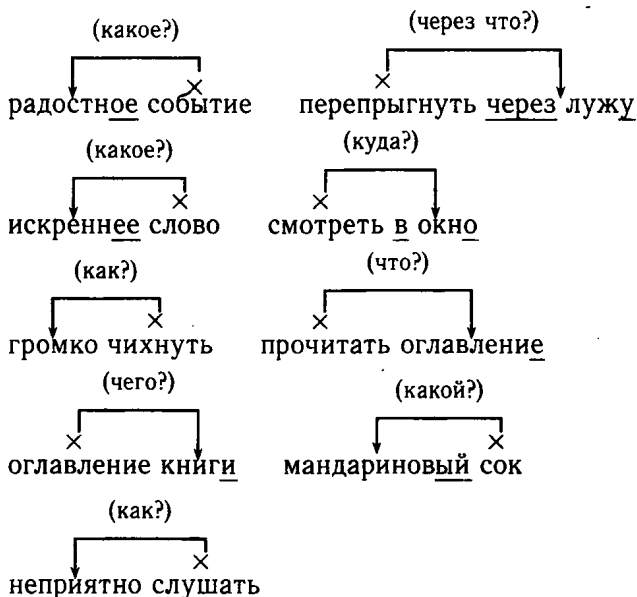 (какое?) (через что?)
радостное событие перепрыгнуть через лужу
(какое?) (куда?)
искреннее слово смотреть в окно
(как?) (что?)
громко чихнуть прочитать оглавление
(чего?) (какой?)
оглавление книги мандариновый сок
(как?)
неприятно слушать